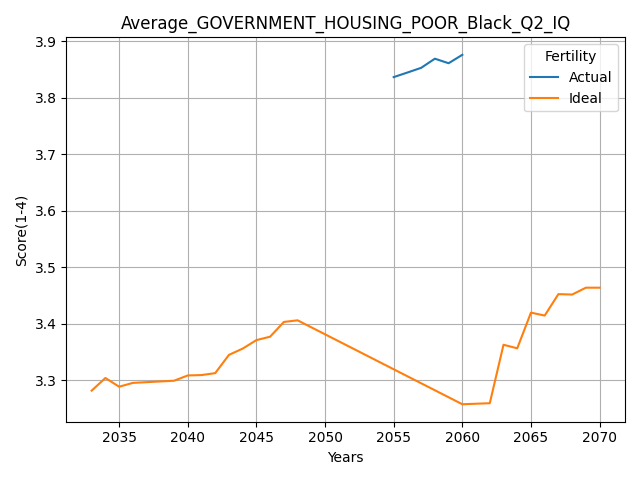 Average_GOVERNMENT_HOUSING_POOR_Black_Q2_IQ
Fertility
Actual
Ideal
3.9
3.8
3.7
3.6
3.5
3.4
3.3
Score(1-4)
2035 2040 2045 2050 2055 2060 2065 2070
Years